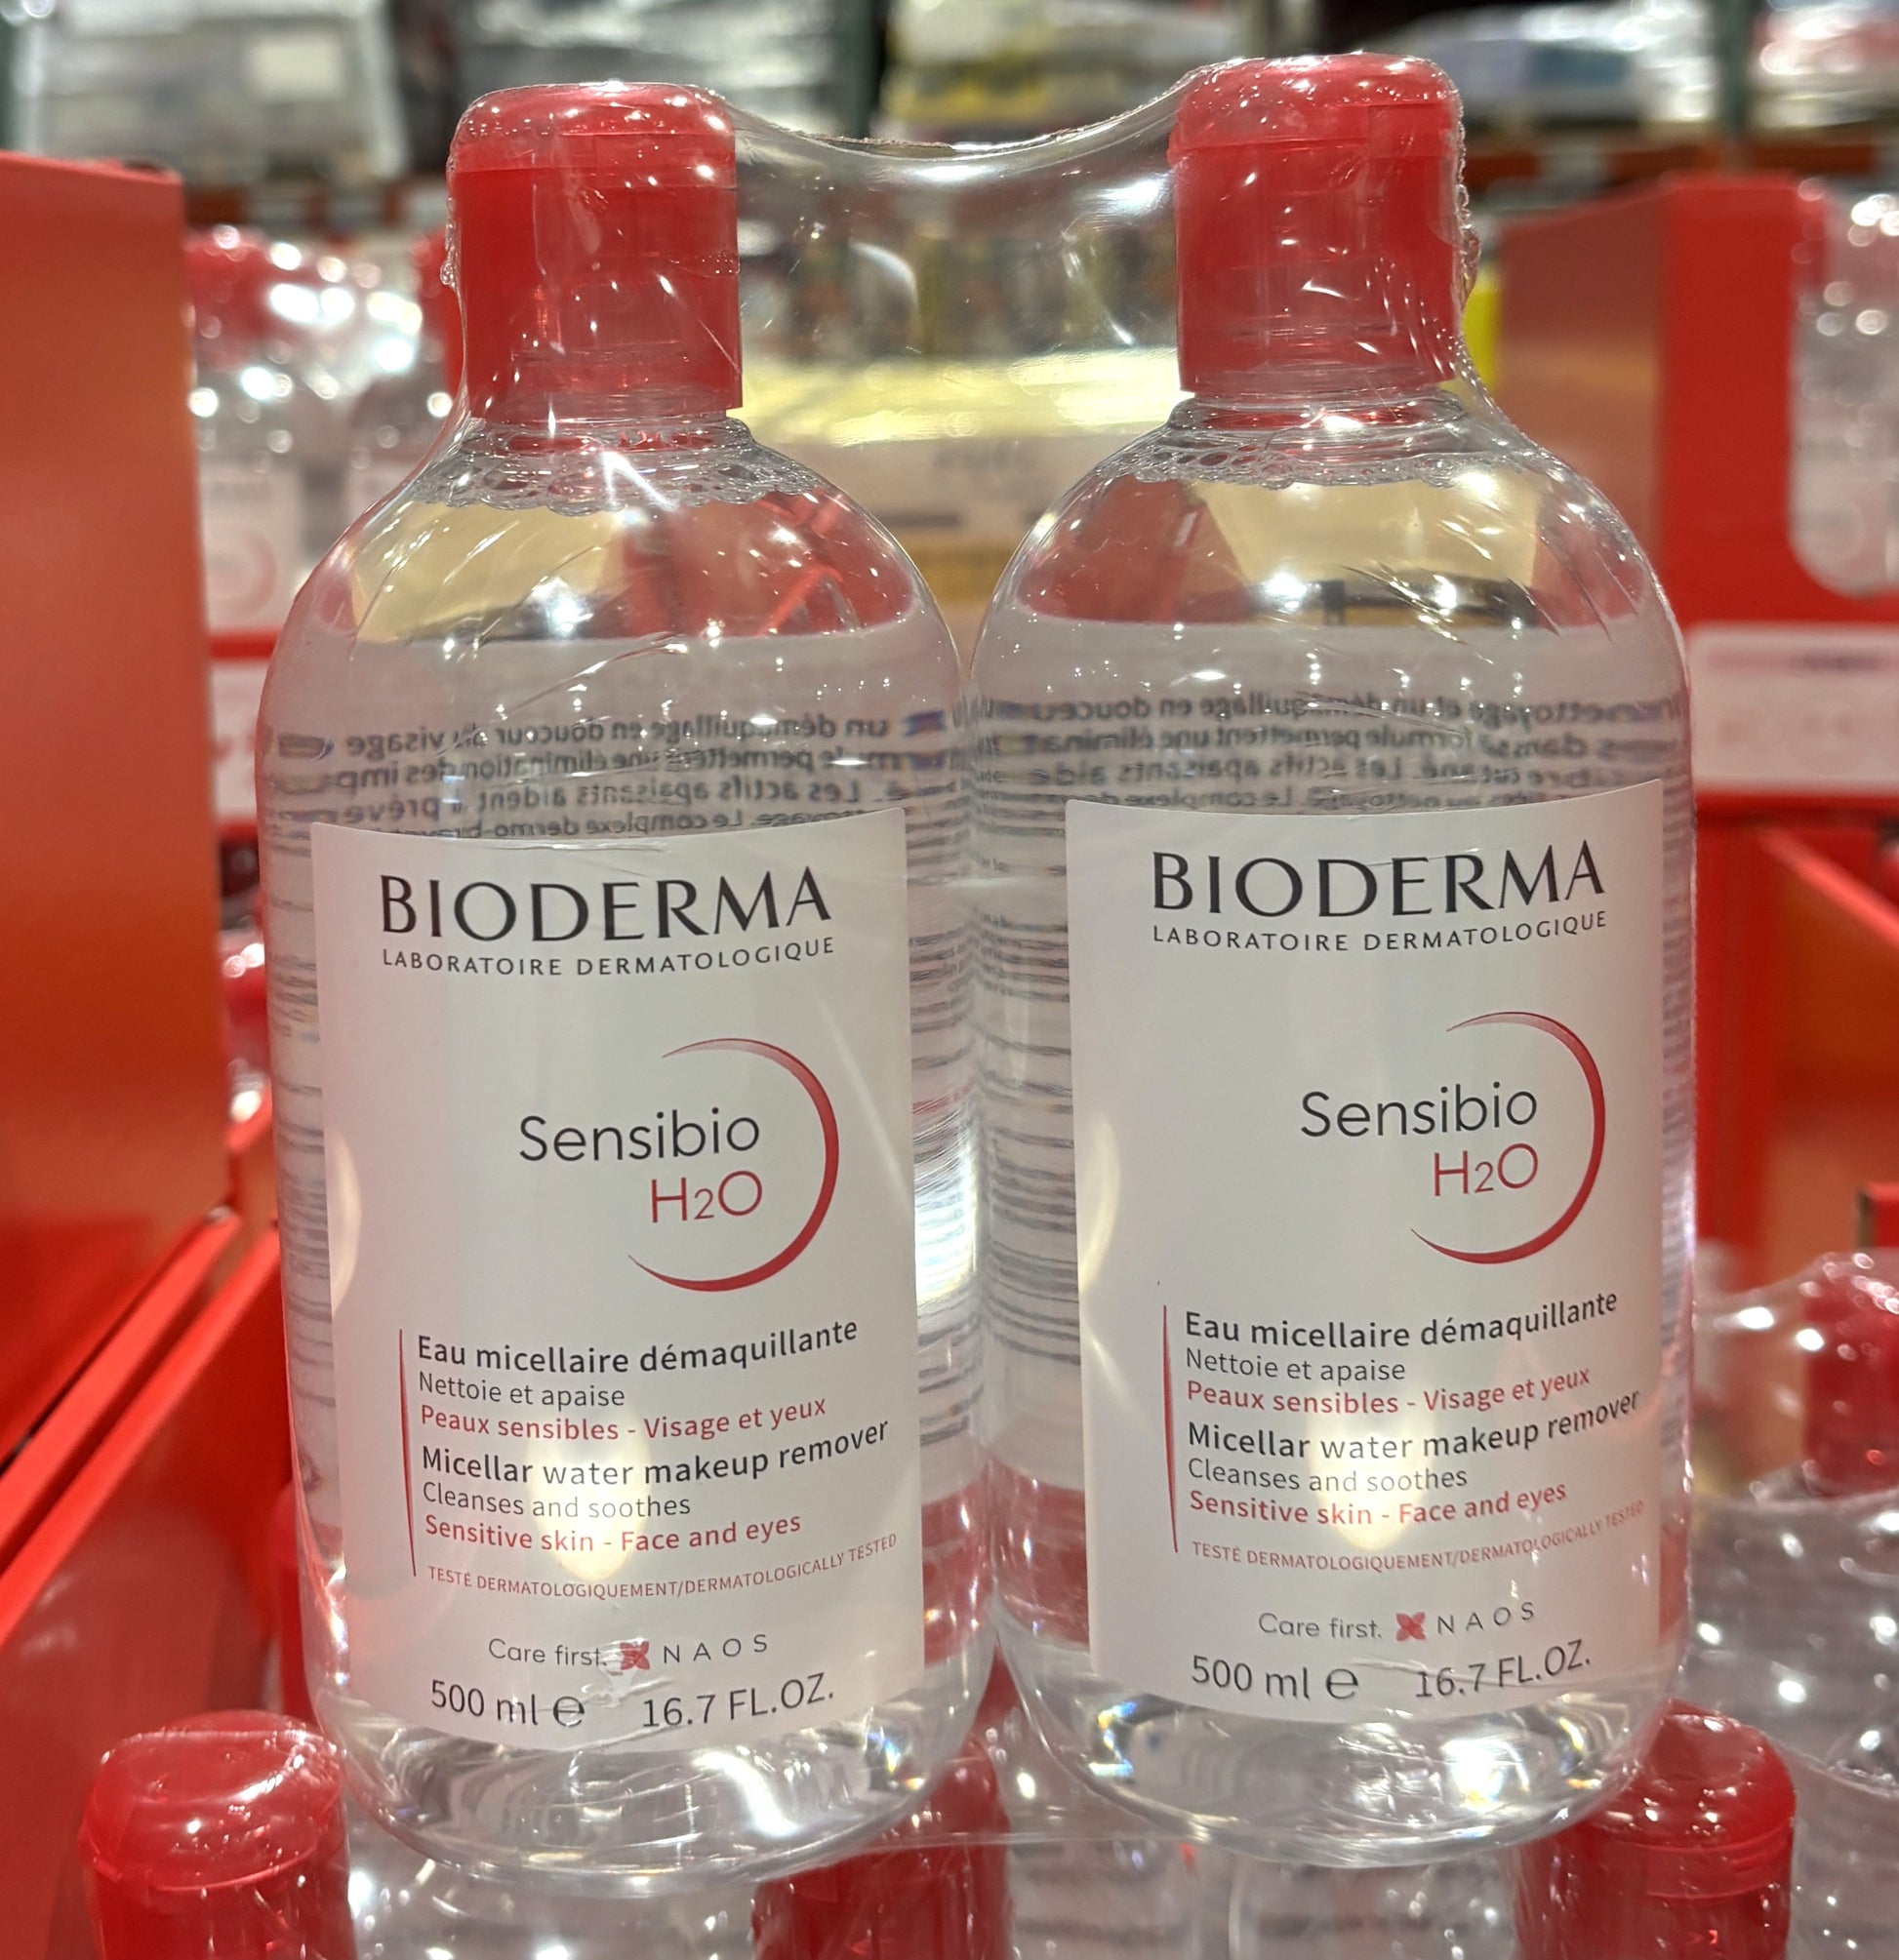 BIODERMA
LABORATOIRE DERMATOLOGIQUE
Sensibio
H2O
Eau micellaire démaquillante
Nettoie et apaise
Peaux sensibles - Visage et yeux
Micellar water makeup remover
Cleanses and soothes
Sensitive skin - Face and eyes
TESTÉ DERMATOLOGIQUEMENT/DERMATOLOGICALLY TESTED
Care first. NAOS
500 ml e 16.7 FL.OZ.
BIODERMA
LABORATOIRE DERMATOLOGIQUE
Sensibio
H2O
Eau micellaire démaquillante
Nettoie et apaise
Peaux sensibles - Visage et yeux
Micellar water makeup remover
Cleanses and soothes
Sensitive skin - Face and eyes
TESTÉ DERMATOLOGIQUEMENT/DERMATOLOGICALLY TESTED
Care first. NAOS
500 ml e 16.7 FL.OZ.